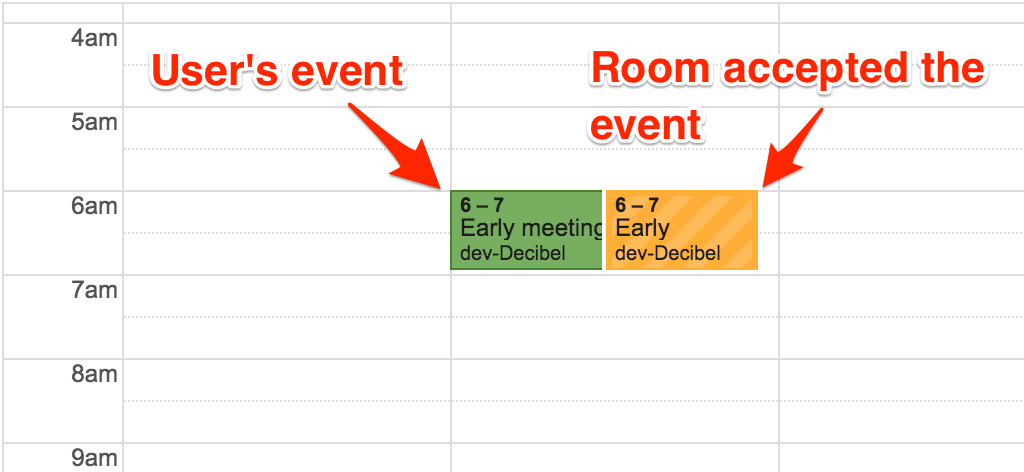 4am
User's event
Room accepted the
event
5am
6am
6 – 7
Early meeting
dev-Decibel
6 – 7
Early
dev-Decibel
7am
8am
9am